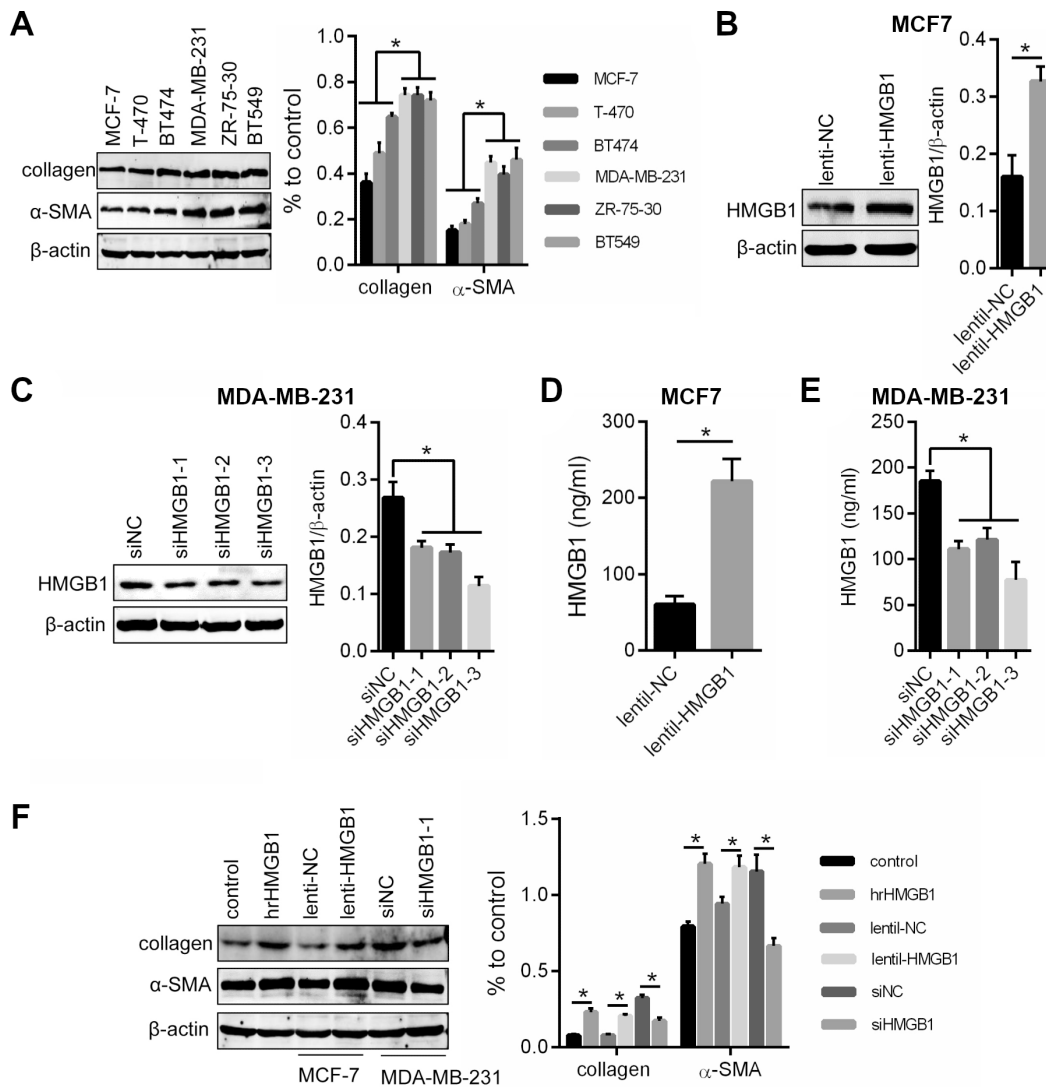 A
MCF-7
T-470
BT474
MDA-MB-231
ZR-75-30
BT549
collagen
α-SMA
β-actin
% to control
1.0
0.8
0.6
0.4
0.2
0.0
*
*
collagen
α-SMA
MCF-7
T-470
BT474
MDA-MB-231
ZR-75-30
BT549
B
MCF7
lenti-NC
lenti-HMGB1
HMGB1
β-actin
HMGB1/β-actin
0.4
0.3
0.2
0.1
0.0
*
lentil-NC
lentil-HMGB1
C
MDA-MB-231
siNC
siHMGB1-1
siHMGB1-2
siHMGB1-3
HMGB1
β-actin
HMGB1/β-actin
0.4
0.3
0.2
0.1
0.0
*
siNC
siHMGB1-1
siHMGB1-2
siHMGB1-3
D
MCF7
HMGB1 (ng/ml)
300
200
100
0
*
lentil-NC
lentil-HMGB1
E
MDA-MB-231
HMGB1 (ng/ml)
250
200
150
100
50
0
*
siNC
siHMGB1-1
siHMGB1-2
siHMGB1-3
F
control
hrHMGB1
lenti-NC
lenti-HMGB1
siNC
siHMGB1-1
collagen
α-SMA
β-actin
MCF-7
MDA-MB-231
% to control
1.5
1.0
0.5
0.0
* * *
* * *
collagen
α-SMA
control
hrHMGB1
lentil-NC
lentil-HMGB1
siNC
siHMGB1